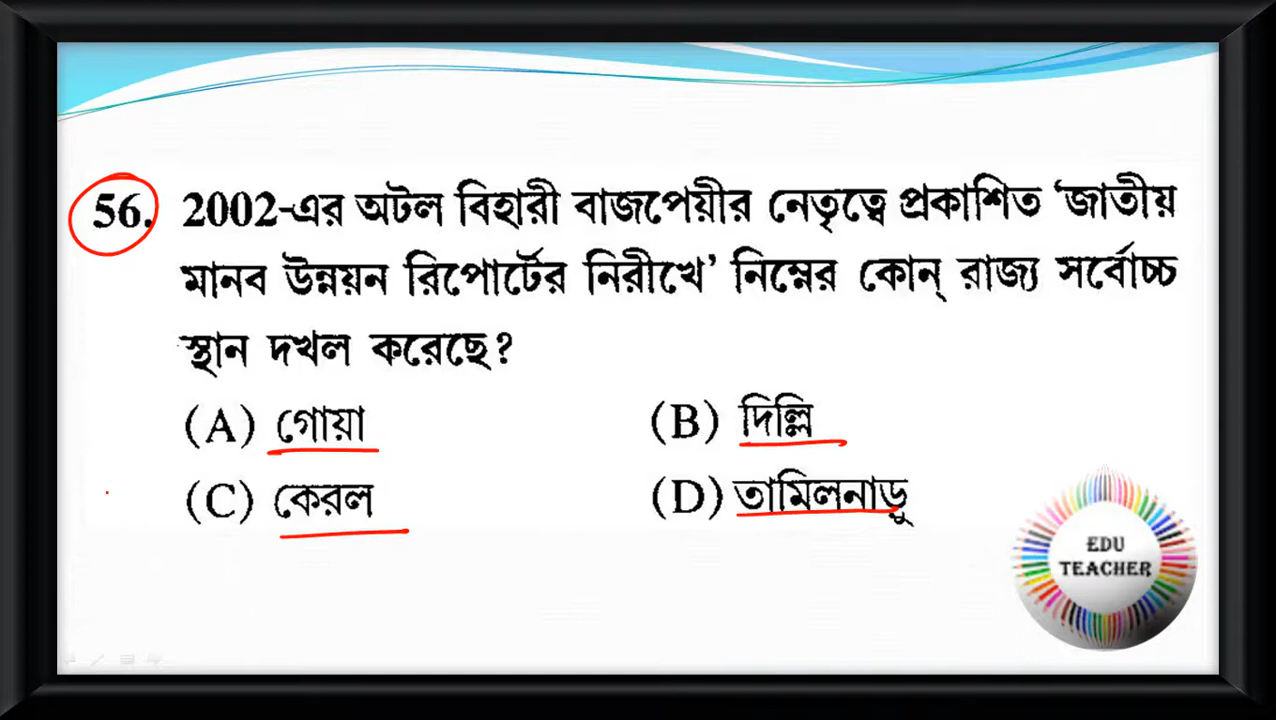 56. 2002-এর অটল বিহারী বাজপেয়ীর নেতৃত্বে প্রকাশিত ‘জাতীয়
মানব উন্নয়ন রিপোর্টের নিরীখে’ নিম্নের কোন্ রাজ্য সর্বোচ্চ
স্থান দখল করেছে?
(A) গোয়া (B) দিল্লি
(C) কেরল (D) তামিলনাড়ু
EDU
TEACHER